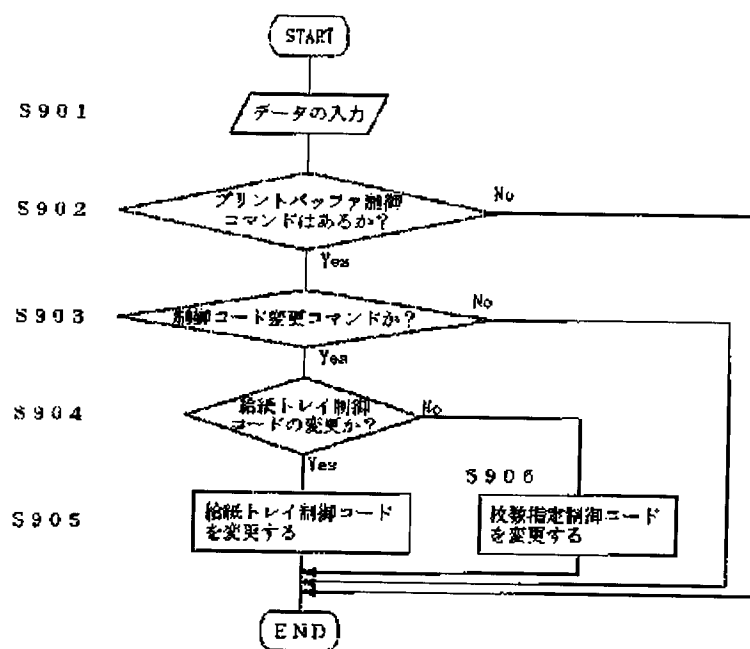 START
S901
データの入力
S902
プリントバッファ制御
コマンドはあるか?
No
Yes
S903
制御コード変更コマンドか?
No
Yes
S904
給紙トレイ制御
コードの変更か?
No
Yes
S905
給紙トレイ制御コード
を変更する
S906
枚数指定制御コード
を変更する
END